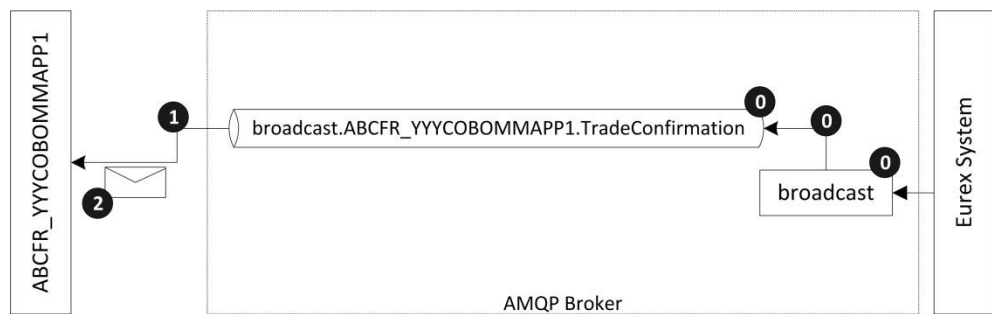 ABCFR_YYYCOBOMMAPP1
1
2
broadcast.ABCFR_YYYCOBOMMAPP1.TradeConfirmation
0
0
0
broadcast
AMQP Broker
Eurex System